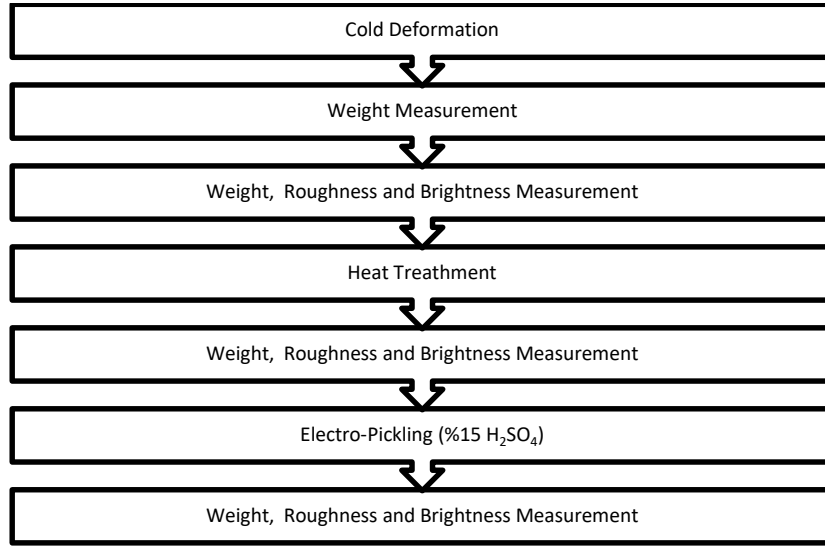 Cold Deformation
Weight Measurement
Weight,  Roughness and Brightness Measurement
Heat Treathment
Weight,  Roughness and Brightness Measurement
Electro-Pickling (%15 H₂SO₄)
Weight,  Roughness and Brightness Measurement